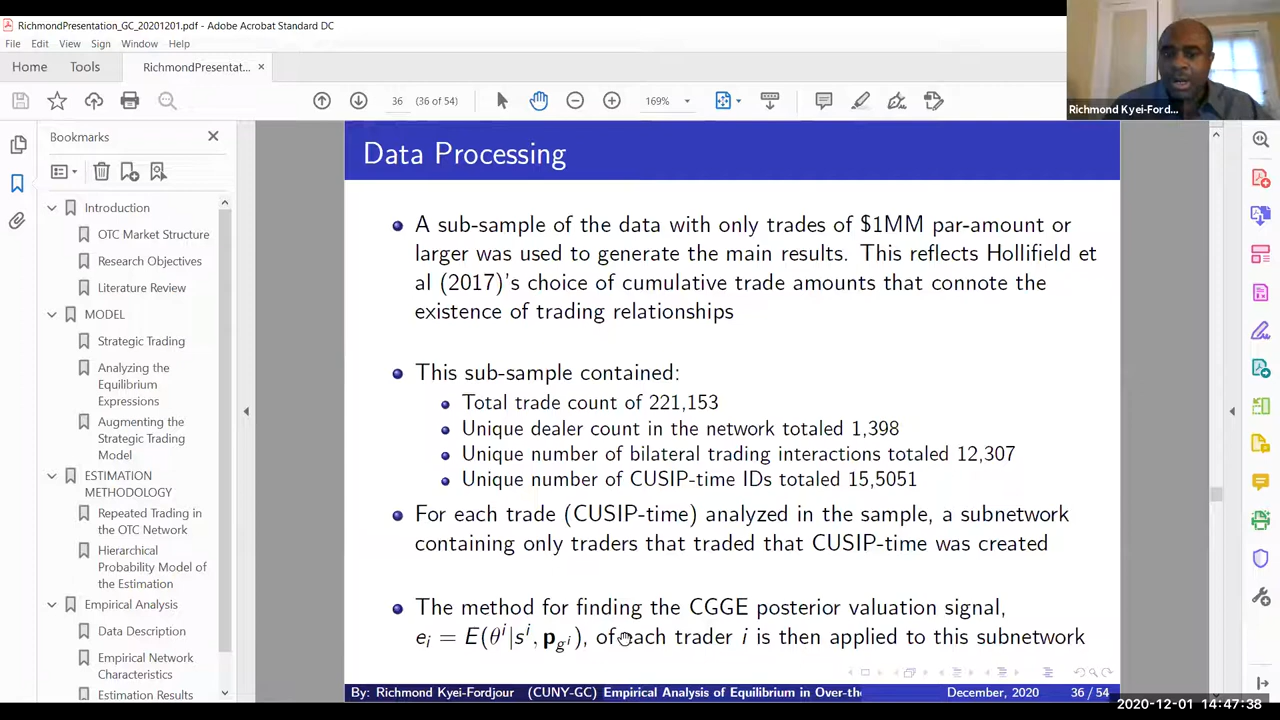 RichmondPresentation_GC_20201201.pdf - Adobe Acrobat Standard DC
File Edit View Sign Window Help
Home Tools RichmondPresentat... ×
36 (36 of 54) 169%
Richmond Kyei-Ford...
Bookmarks
Introduction
OTC Market Structure
Research Objectives
Literature Review
MODEL
Strategic Trading
Analyzing the
Equilibrium
Expressions
Augmenting the
Strategic Trading
Model
ESTIMATION
METHODOLOGY
Repeated Trading in
the OTC Network
Hierarchical
Probability Model of
the Estimation
Empirical Analysis
Data Description
Empirical Network
Characteristics
Estimation Results
Data Processing
A sub-sample of the data with only trades of $1MM par-amount or
larger was used to generate the main results. This reflects Hollifield et
al (2017)'s choice of cumulative trade amounts that connote the
existence of trading relationships
This sub-sample contained:
Total trade count of 221,153
Unique dealer count in the network totaled 1,398
Unique number of bilateral trading interactions totaled 12,307
Unique number of CUSIP-time IDs totaled 15,5051
For each trade (CUSIP-time) analyzed in the sample, a subnetwork
containing only traders that traded that CUSIP-time was created
The method for finding the CGGE posterior valuation signal,
e_i = E(θ^i|s^i, p_{g^i}), of each trader i is then applied to this subnetwork
By: Richmond Kyei-Fordjour (CUNY-GC) Empirical Analysis of Equilibrium in Over-the December, 2020 36 / 54
2020-12-01 14:47:38